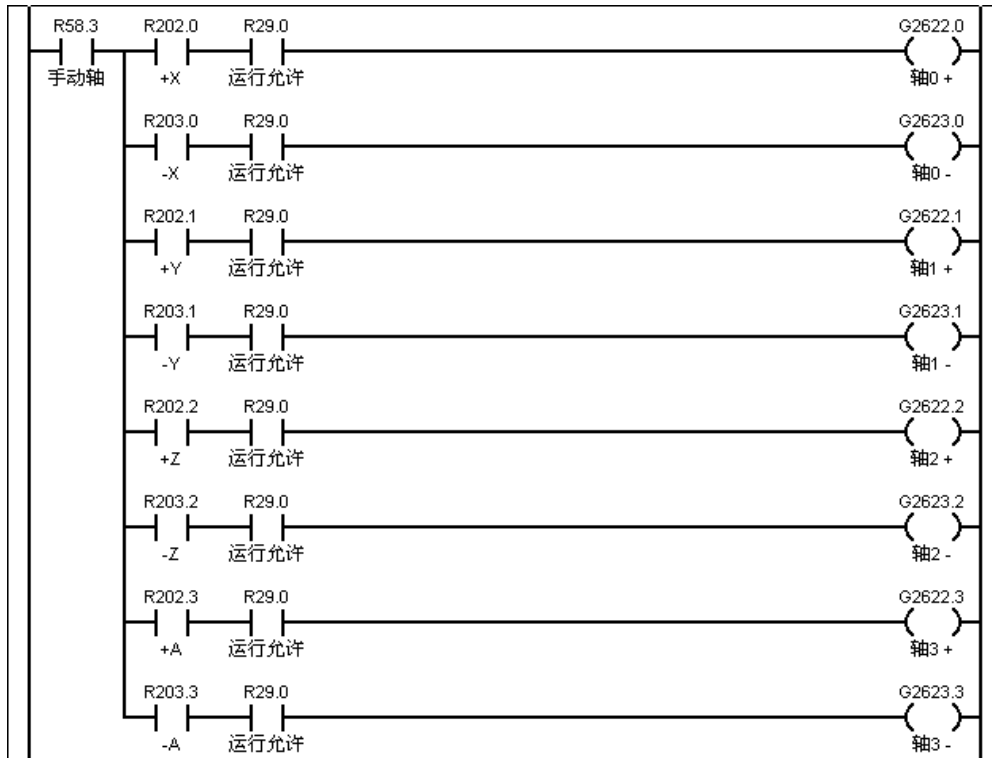 R58.3 R202.0 R29.0 G2622.0
手动轴 +X 运行允许 轴0 +
R203.0 R29.0 G2623.0
-X 运行允许 轴0 -
R202.1 R29.0 G2622.1
+Y 运行允许 轴1 +
R203.1 R29.0 G2623.1
-Y 运行允许 轴1 -
R202.2 R29.0 G2622.2
+Z 运行允许 轴2 +
R203.2 R29.0 G2623.2
-Z 运行允许 轴2 -
R202.3 R29.0 G2622.3
+A 运行允许 轴3 +
R203.3 R29.0 G2623.3
-A 运行允许 轴3 -